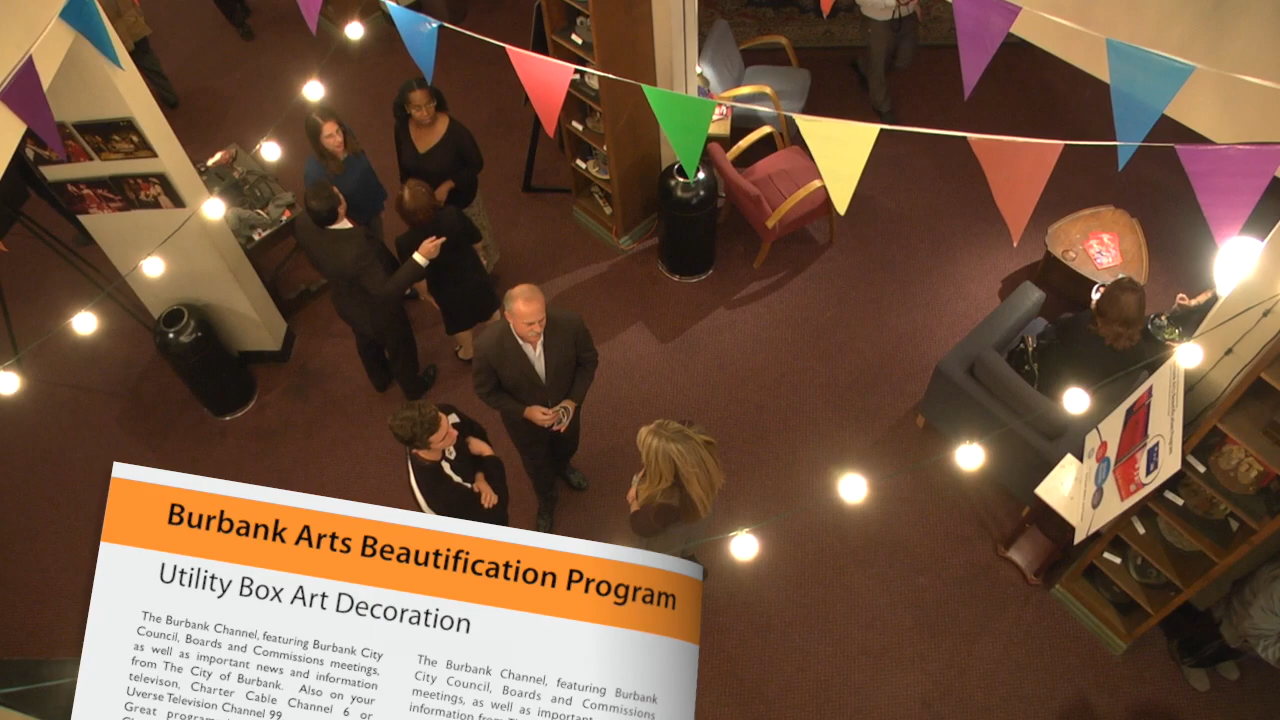 Burbank Arts Beautification Program
Utility Box Art Decoration
The Burbank Channel, featuring Burbank City
Council, Boards and Commissions meetings,
as well as important news and information
from The City of Burbank. Also on your
televison, Charter Cable Channel 6 or
Uverse Television Channel 99
The Burbank Channel, featuring Burbank
City Council, Boards and Commissions
meetings, as well as important